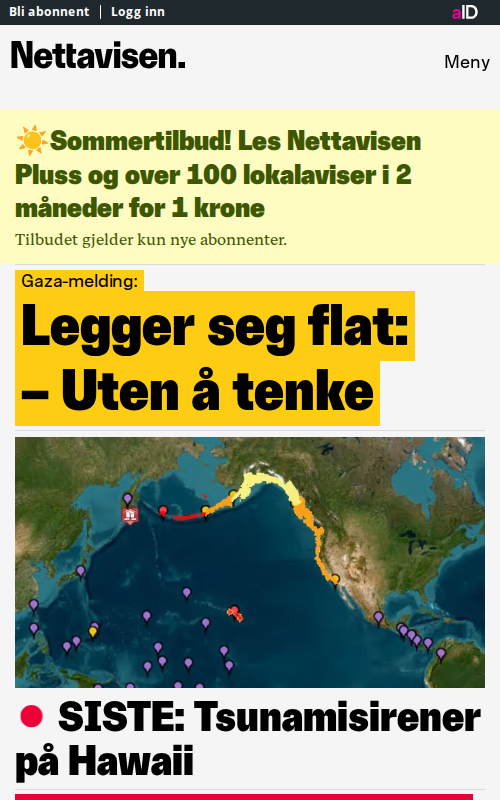 Bli abonnent | Logg inn
aID
Nettavisen.
Meny
☀️Sommertilbud! Les Nettavisen
Pluss og over 100 lokalaviser i 2
måneder for 1 krone
Tilbudet gjelder kun nye abonnenter.
Gaza-melding:
Legger seg flat:
– Uten å tenke
SISTE: Tsunamisirener
på Hawaii